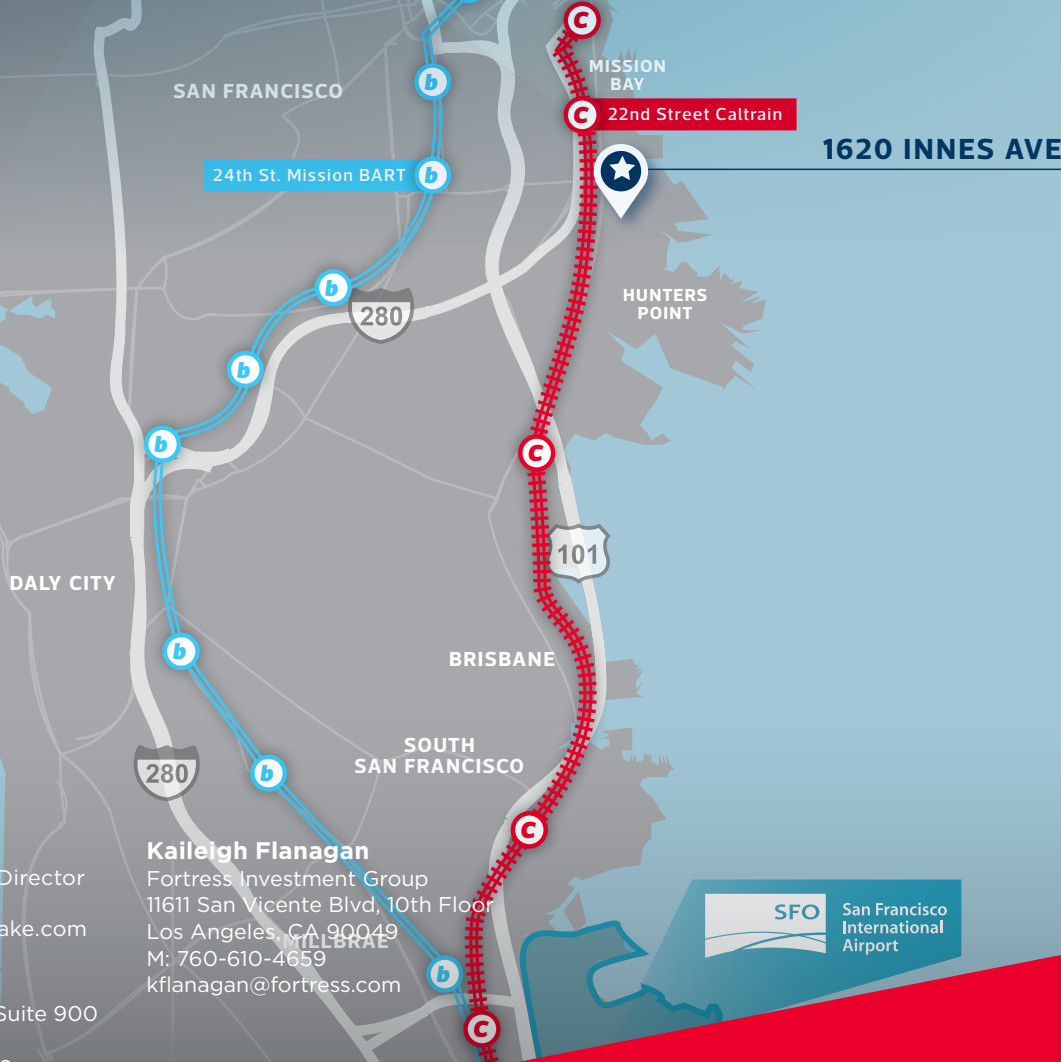 C
MISSION
BAY
SAN FRANCISCO
b
C
22nd Street Caltrain
1620 INNES AVE
24th St. Mission BART
b
b
HUNTERS
POINT
280
b
b
C
101
DALY CITY
b
BRISBANE
SOUTH
SAN FRANCISCO
280
b
C
Kaileigh Flanagan
Fortress Investment Group
11611 San Vicente Blvd, 10th Floor
Los Angeles, CA 90049
M: 760-610-4659
kflanagan@fortress.com
Director
ake.com
Suite 900
MILLBRAE
b
C
SFO
San Francisco
International
Airport